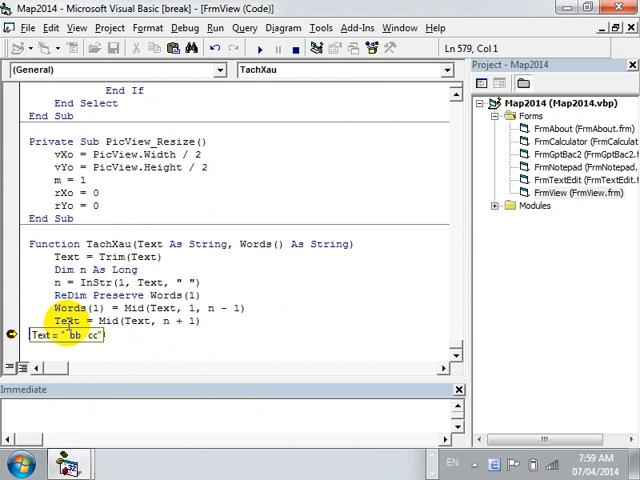 Map2014 - Microsoft Visual Basic [break] - [FrmView (Code)]
File Edit View Project Format Debug Run Query Diagram Tools Add-Ins Window Help
Ln 579, Col 1
(General)
TachXau
End If
End Select
End Sub
Private Sub PicView_Resize()
vXo = PicView.Width / 2
vYo = PicView.Height / 2
m = 1
rXo = 0
rYo = 0
End Sub
Function TachXau(Text As String, Words() As String)
Text = Trim(Text)
Dim n As Long
n = InStr(1, Text, " ")
ReDim Preserve Words(1)
Words(1) = Mid(Text, 1, n - 1)
Text = Mid(Text, n + 1)
Text = " bb cc"
Project - Map2014
Map2014 (Map2014.vbp)
Forms
FrmAbout (FrmAbout.frm)
FrmCalculator (FrmCalculat
FrmGptBac2 (FrmGptBac2.
FrmNotepad (FrmNotepad.
FrmTextEdit (FrmTextEdit.
FrmView (FrmView.frm)
Modules
Immediate
EN
7:59 AM
07/04/2014